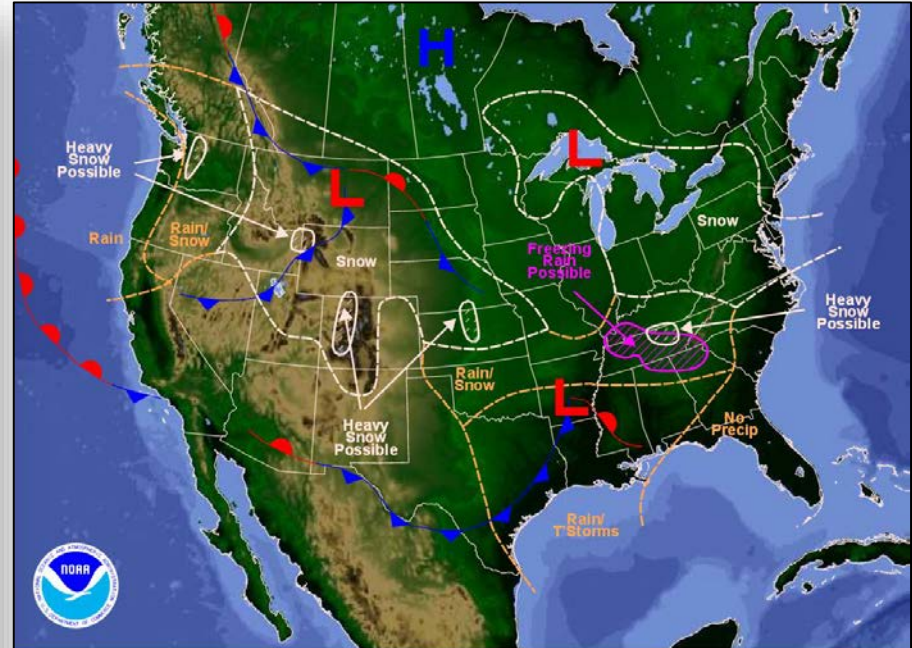 H
L
Heavy
Snow
Possible
L
Snow
Rain/
Snow
Rain
Freezing
Rain
Possible
Snow
Heavy
Snow
Possible
Rain/
Snow
L
Heavy
Snow
Possible
No
Precip
Rain/
T'Storms
NOAA